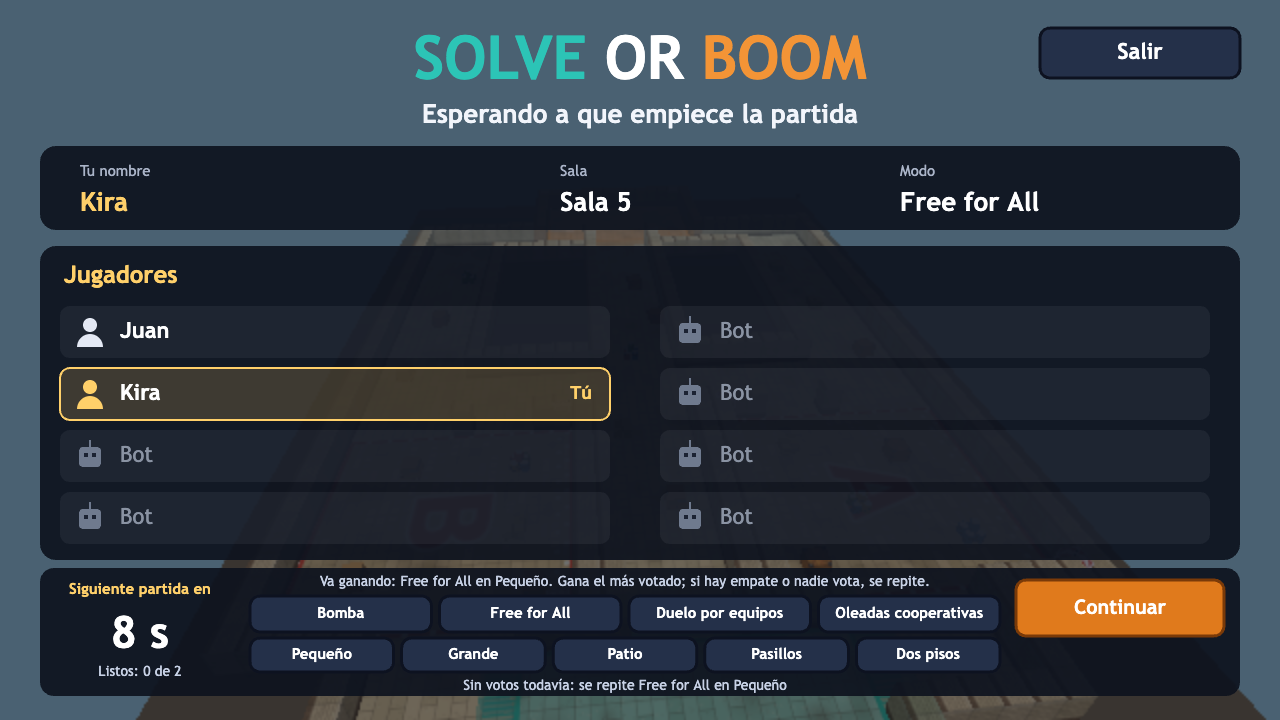 SOLVE OR BOOM
Salir
Esperando a que empiece la partida
Tu nombre
Kira
Sala
Sala 5
Modo
Free for All
Jugadores
Juan
Kira
Tú
Bot
Bot
Bot
Bot
Bot
Bot
Siguiente partida en
8 s
Listos: 0 de 2
Va ganando: Free for All en Pequeño. Gana el más votado; si hay empate o nadie vota, se repite.
Bomba
Free for All
Duelo por equipos
Oleadas cooperativas
Pequeño
Grande
Patio
Pasillos
Dos pisos
Sin votos todavía: se repite Free for All en Pequeño
Continuar